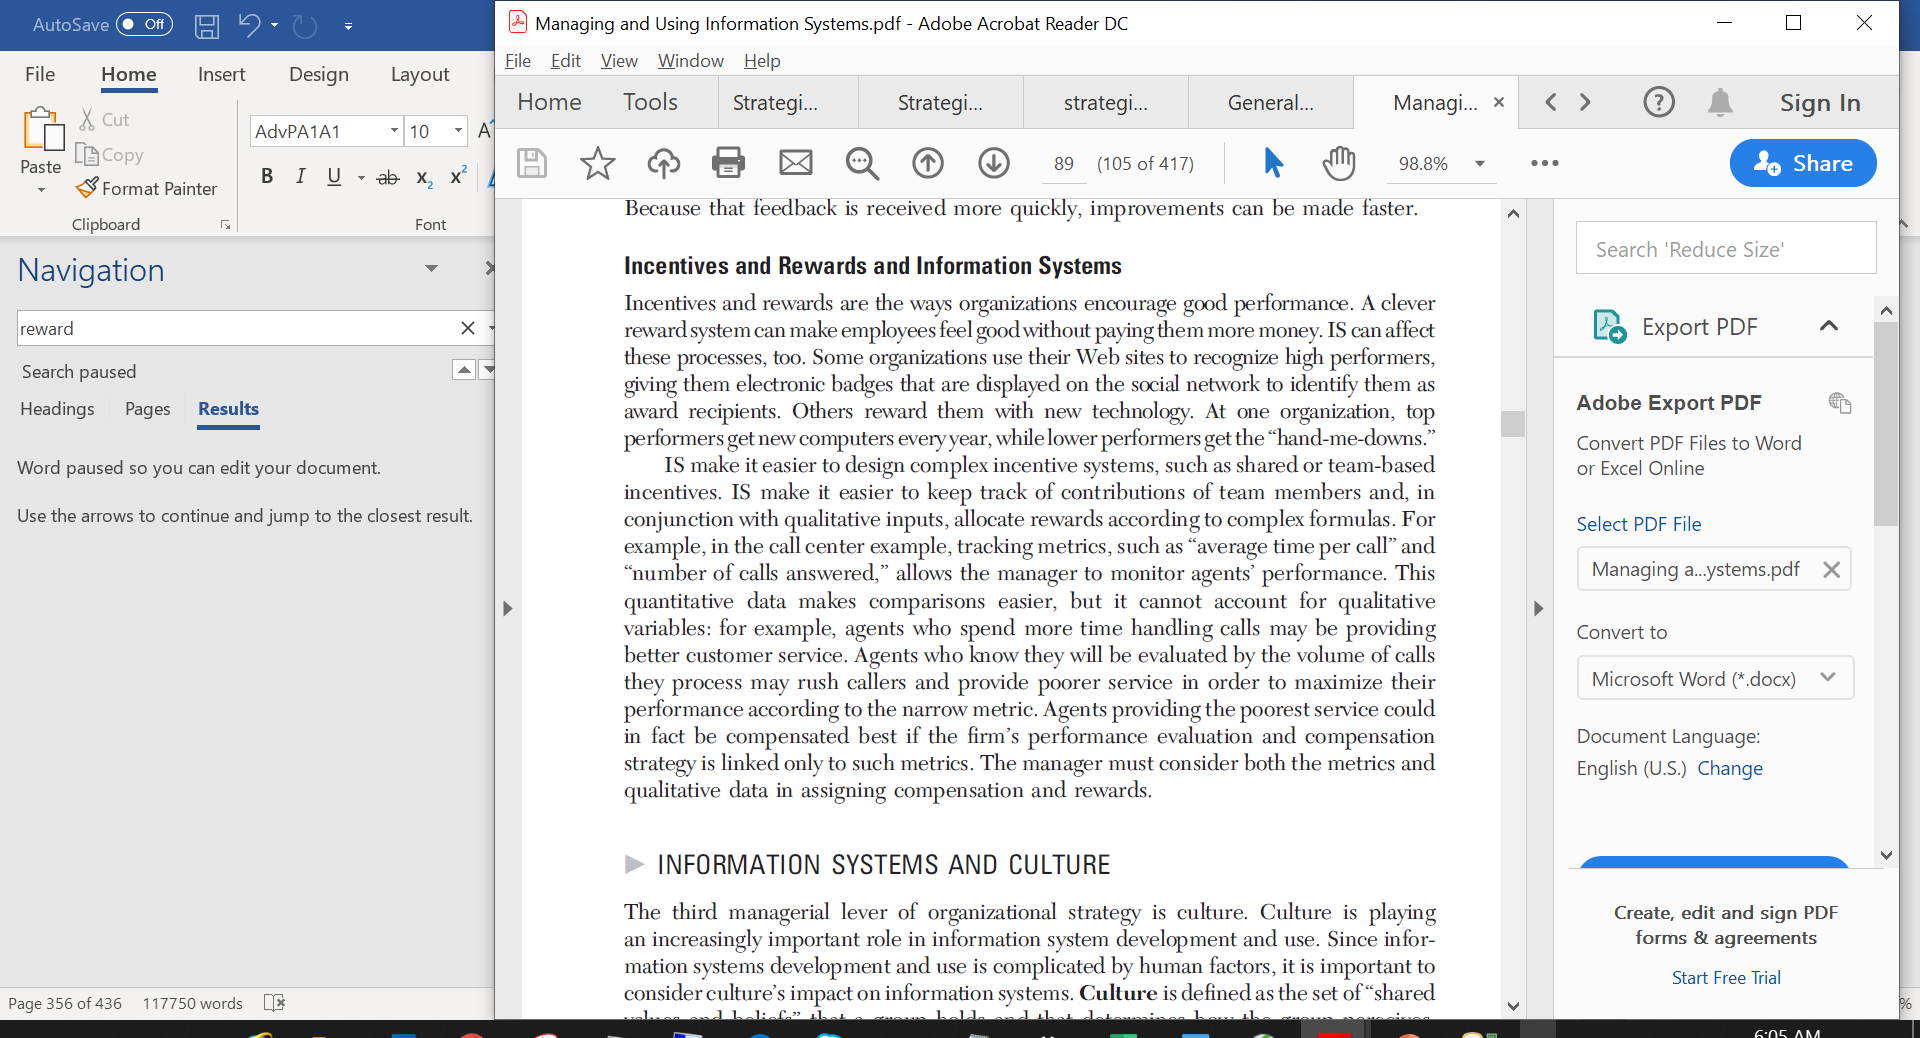 AutoSave Off
File Home Insert Design Layout
Paste
Cut
Copy
Format Painter
Clipboard
AdvPA1A1 10 A
B I U ab x2 x2
Font
Navigation
reward
Search paused
Headings Pages Results
Word paused so you can edit your document.
Use the arrows to continue and jump to the closest result.
Page 356 of 436 117750 words
Managing and Using Information Systems.pdf - Adobe Acrobat Reader DC
File Edit View Window Help
Home Tools Strategi... Strategi... strategi... General... Managi... Sign In
89 (105 of 417) 98.8% Share
Because that feedback is received more quickly, improvements can be made faster.
Incentives and Rewards and Information Systems
Incentives and rewards are the ways organizations encourage good performance. A clever
reward system can make employees feel good without paying them more money. IS can affect
these processes, too. Some organizations use their Web sites to recognize high performers,
giving them electronic badges that are displayed on the social network to identify them as
award recipients. Others reward them with new technology. At one organization, top
performers get new computers every year, while lower performers get the “hand-me-downs.”
IS make it easier to design complex incentive systems, such as shared or team-based
incentives. IS make it easier to keep track of contributions of team members and, in
conjunction with qualitative inputs, allocate rewards according to complex formulas. For
example, in the call center example, tracking metrics, such as “average time per call” and
“number of calls answered,” allows the manager to monitor agents’ performance. This
quantitative data makes comparisons easier, but it cannot account for qualitative
variables: for example, agents who spend more time handling calls may be providing
better customer service. Agents who know they will be evaluated by the volume of calls
they process may rush callers and provide poorer service in order to maximize their
performance according to the narrow metric. Agents providing the poorest service could
in fact be compensated best if the firm’s performance evaluation and compensation
strategy is linked only to such metrics. The manager must consider both the metrics and
qualitative data in assigning compensation and rewards.
INFORMATION SYSTEMS AND CULTURE
The third managerial lever of organizational strategy is culture. Culture is playing
an increasingly important role in information system development and use. Since infor-
mation systems development and use is complicated by human factors, it is important to
consider culture’s impact on information systems. Culture is defined as the set of “shared
values and beliefs” that a group holds and that determines how the group perceives,
Search 'Reduce Size'
Export PDF
Adobe Export PDF
Convert PDF Files to Word
or Excel Online
Select PDF File
Managing a...ystems.pdf
Convert to
Microsoft Word (*.docx)
Document Language:
English (U.S.) Change
Create, edit and sign PDF
forms & agreements
Start Free Trial
%
6:05 AM